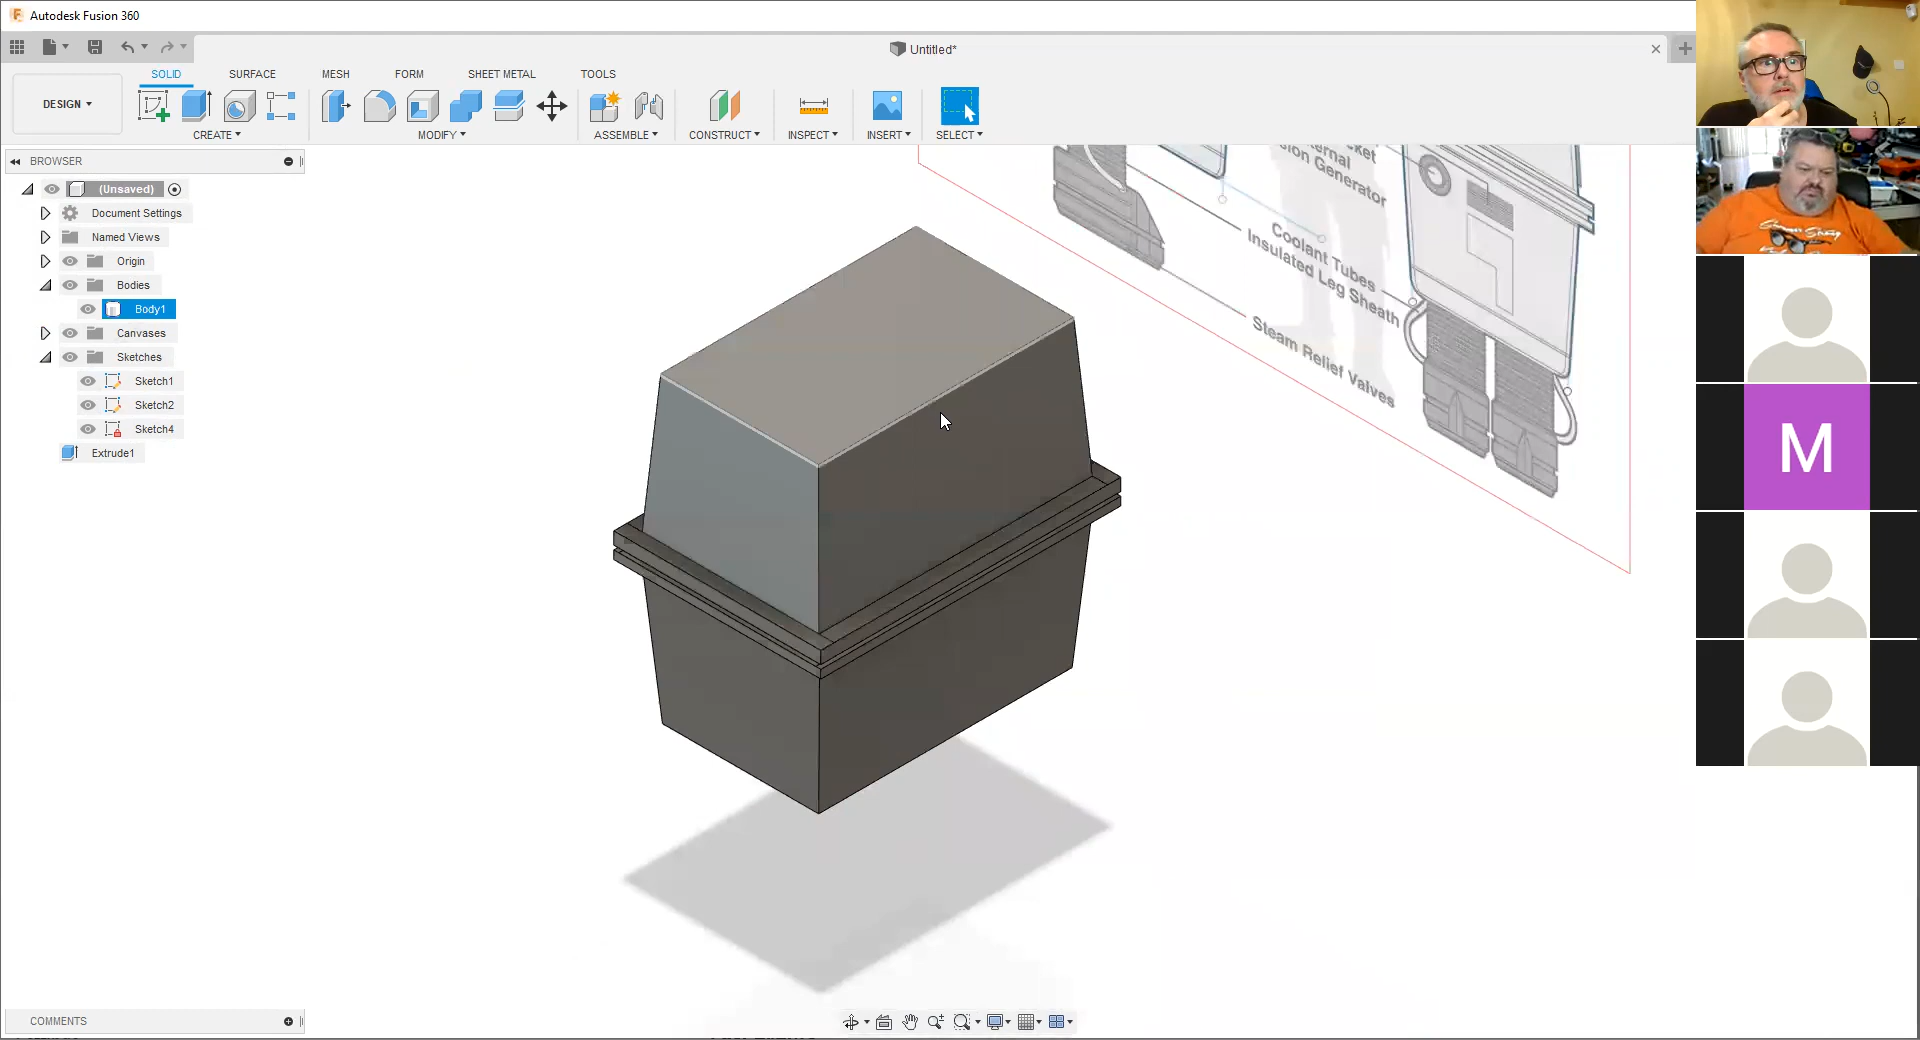 Autodesk Fusion 360
Untitled*
SOLID
SURFACE
MESH
FORM
SHEET METAL
TOOLS
DESIGN
CREATE
MODIFY
ASSEMBLE
CONSTRUCT
INSPECT
INSERT
SELECT
BROWSER
(Unsaved)
Document Settings
Named Views
Origin
Bodies
Body1
Canvases
Sketches
Sketch1
Sketch2
Sketch4
Extrude1
Generator
Coolant Tubes
Insulated Leg Sheath
Steam Relief Valves
M
COMMENTS